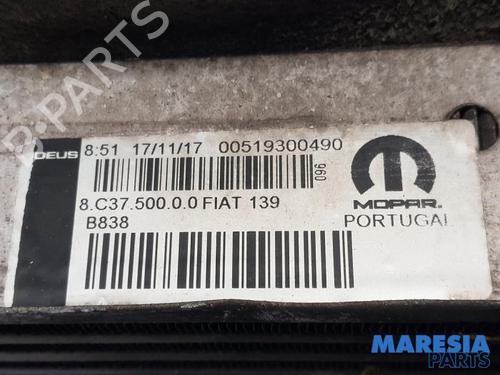 B-PARTS
DEUS
8:51 17/11/17 00519300490
096
8.C37.500.0.0 FIAT 139
B838
MOPAR.
PORTUGAL
MARESIA
PARTS